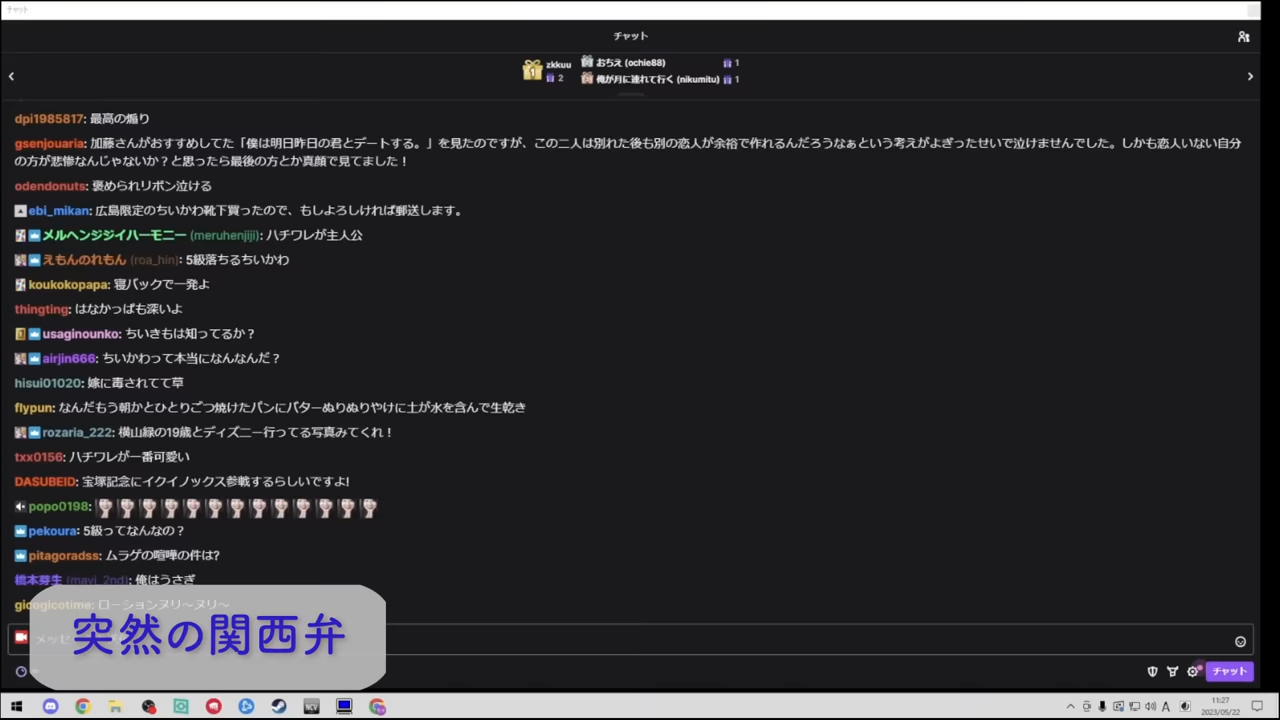 チャット
チャット
zkkuu
2
おちえ (ochie88) 1
俺が月に連れて行く (nikumitu) 1
dpi1985817: 最高の煽り
gsenjouaria: 加藤さんがおすすめしてた「僕は明日昨日の君とデートする。」を見たのですが、この二人は別れた後も別の恋人が余裕で作れるんだろうなぁという考えがよぎったせいで泣けませんでした。しかも恋人いない自分
の方が悲惨なんじゃないか？と思ったら最後の方とか真顔で見てました！
odendonuts: 褒められリボン泣ける
ebi_mikan: 広島限定のちいかわ靴下買ったので、もしよろしければ郵送します。
メルヘンジジイハーモニー (meruhenjiji): ハチワレが主人公
えもんのれもん (roa_hin): 5級落ちるちいかわ
koukokopapa: 寝バックで一発よ
thingting: はなかっぱも深いよ
usaginounko: ちいきもは知ってるか？
airjin666: ちいかわって本当になんなんだ？
hisui01020: 嫁に毒されてて草
flypun: なんだもう朝かとひとりごつ焼けたパンにバターぬりぬりやけに土が水を含んで生乾き
rozaria_222: 横山緑の19歳とディズニー行ってる写真みてくれ！
txx0156: ハチワレが一番可愛い
DASUBEID: 宝塚記念にイクイノックス参戦するらしいですよ!
popo0198:
pekoura: 5級ってなんなの？
pitagoradss: ムラゲの喧嘩の件は?
橋本芽生 (mayi_2nd): 俺はうさぎ
gicogicotime: ローションヌリ〜ヌリ〜
メッセ
突然の関西弁
チャット
NCV
A
11:27
2023/05/22